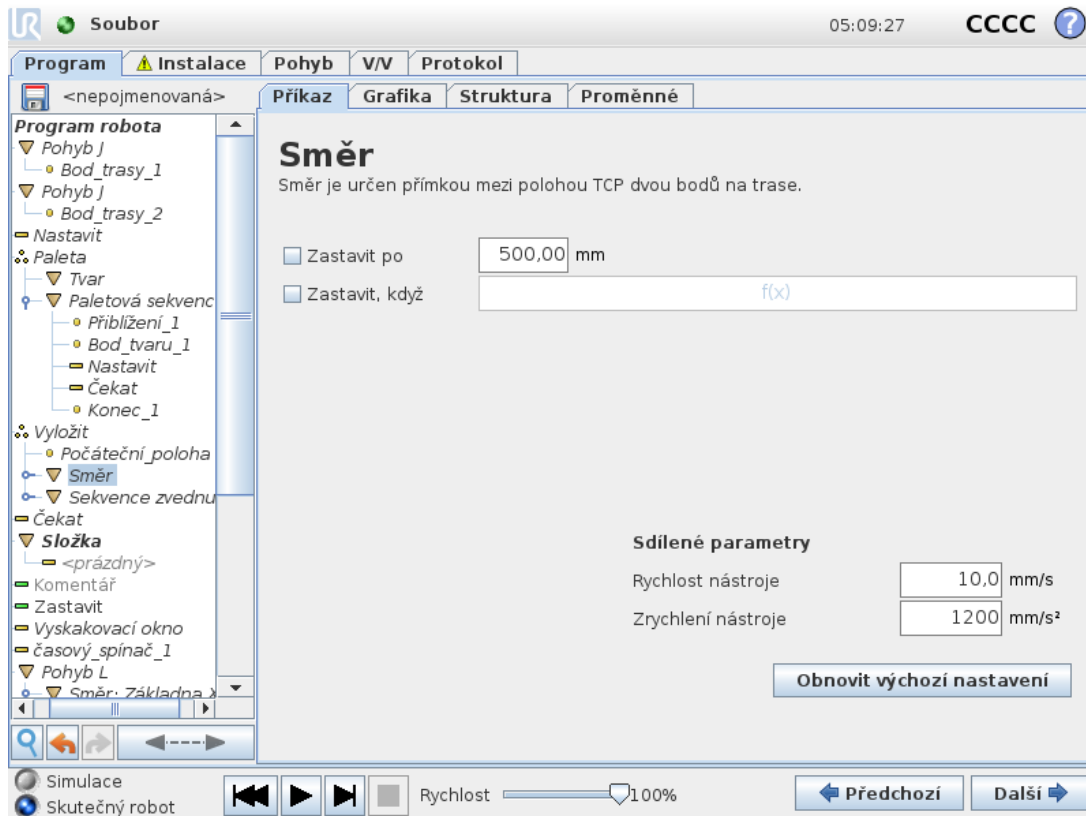 UR Soubor 05:09:27 CCCC ?
Program Instalace Pohyb V/V Protokol
<nepojmenovaná>
Příkaz Grafika Struktura Proměnné
Program robota
Pohyb J
Bod_trasy_1
Pohyb J
Bod_trasy_2
Nastavit
Paleta
Tvar
Paletová sekvenc
Přiblížení_1
Bod_tvaru_1
Nastavit
Čekat
Konec_1
Vyložit
Počáteční_poloha
Směr
Sekvence zvednu
Čekat
Složka
<prázdný>
Komentář
Zastavit
Vyskakovací okno
časový_spínač_1
Pohyb L
Směr: Základna X
Směr
Směr je určen přímkou mezi polohou TCP dvou bodů na trase.
Zastavit po 500,00 mm
Zastavit, když f(x)
Sdílené parametry
Rychlost nástroje 10,0 mm/s
Zrychlení nástroje 1200 mm/s²
Obnovit výchozí nastavení
Simulace
Skutečný robot
Rychlost 100%
Předchozí Další